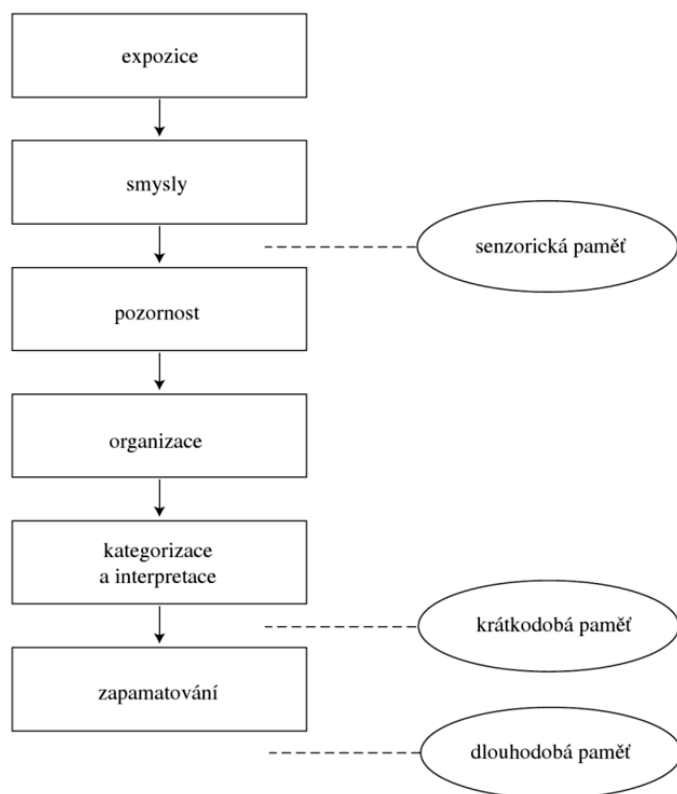 expozice
smysly
senzorická paměť
pozornost
organizace
kategorizace
a interpretace
krátkodobá paměť
zapamatování
dlouhodobá paměť